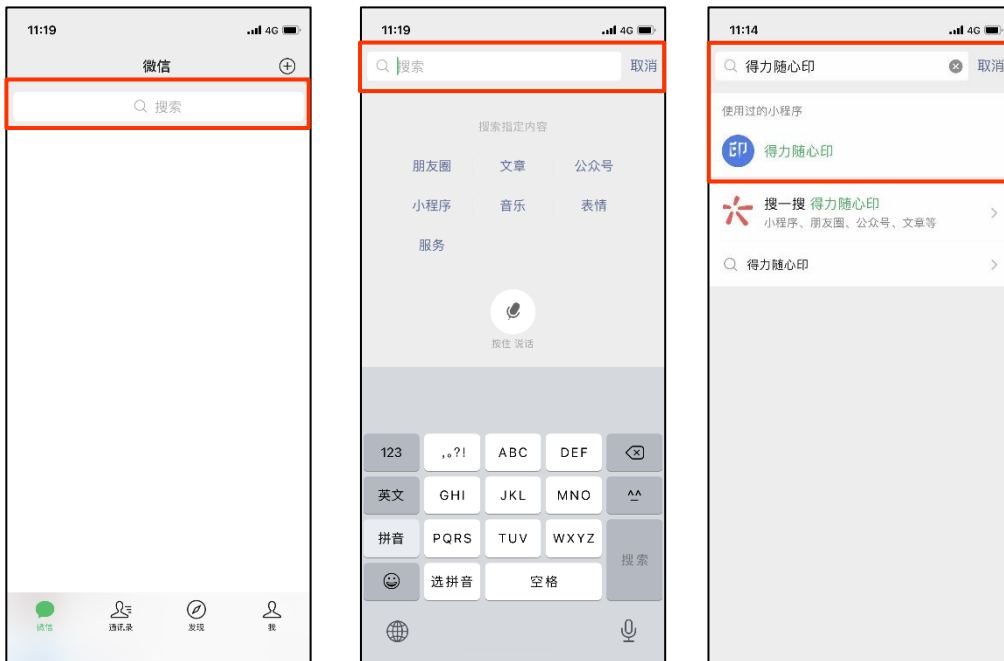 11:19
4G
微信
搜索
微信
通讯录
发现
我
11:19
4G
搜索
取消
搜索指定内容
朋友圈 文章 公众号
小程序 音乐 表情
服务
按住 说话
123 ,。?! ABC DEF
英文 GHI JKL MNO ^^
拼音 PQRS TUV WXYZ
搜索
选拼音 空格
11:14
4G
得力随心印
取消
使用过的小程序
印 得力随心印
搜一搜 得力随心印
小程序、朋友圈、公众号、文章等
得力随心印